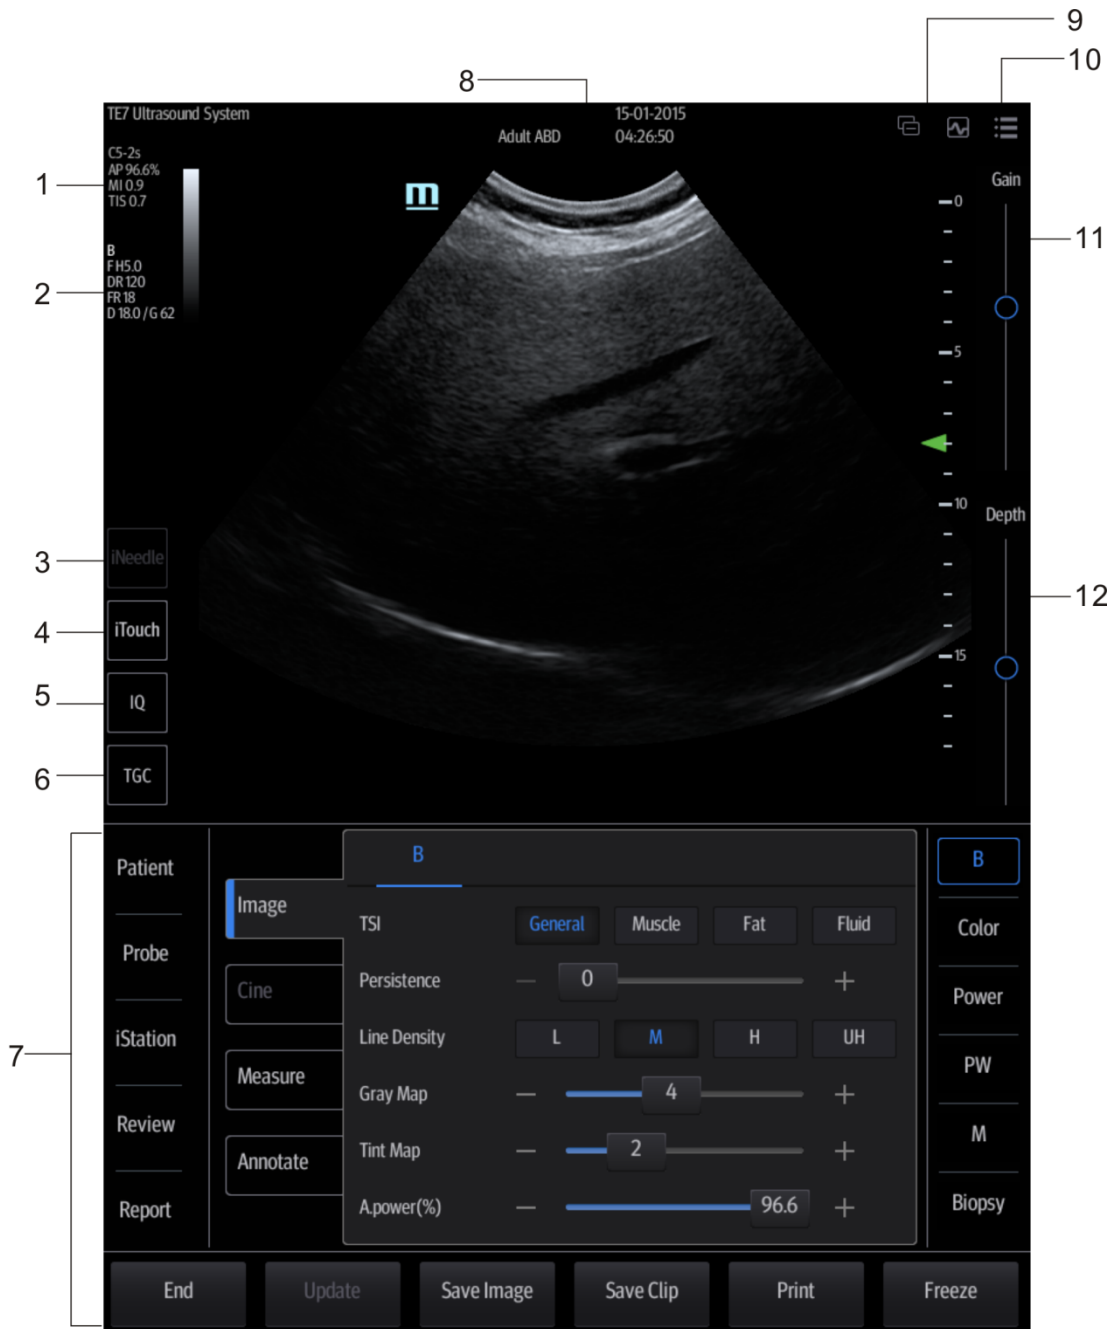 9
10
8
TE7 Ultrasound System
15-01-2015
Adult ABD
04:26:50
C5-2s
AP 96.6%
MI 0.9
TIS 0.7
1
m
Gain
0
11
B
F H5.0
DR 120
FR 18
D 18.0 / G 62
2
5
10
Depth
3
iNeedle
12
4
iTouch
15
5
IQ
6
TGC
7
Patient
Probe
iStation
Review
Report
Image
Cine
Measure
Annotate
B
TSI General Muscle Fat Fluid
Persistence − 0 +
Line Density L M H UH
Gray Map − 4 +
Tint Map − 2 +
A.power(%) − 96.6 +
B
Color
Power
PW
M
Biopsy
End Update Save Image Save Clip Print Freeze